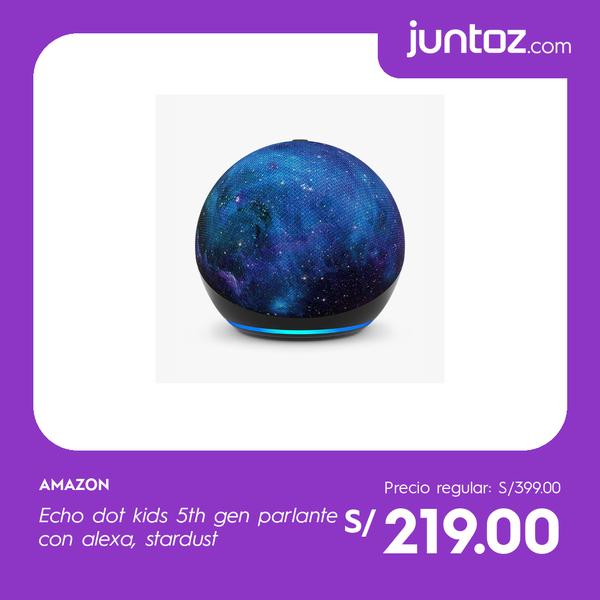 juntoz.com
AMAZON
Precio regular: S/399.00
Echo dot kids 5th gen parlante
con alexa, stardust
S/ 219.00